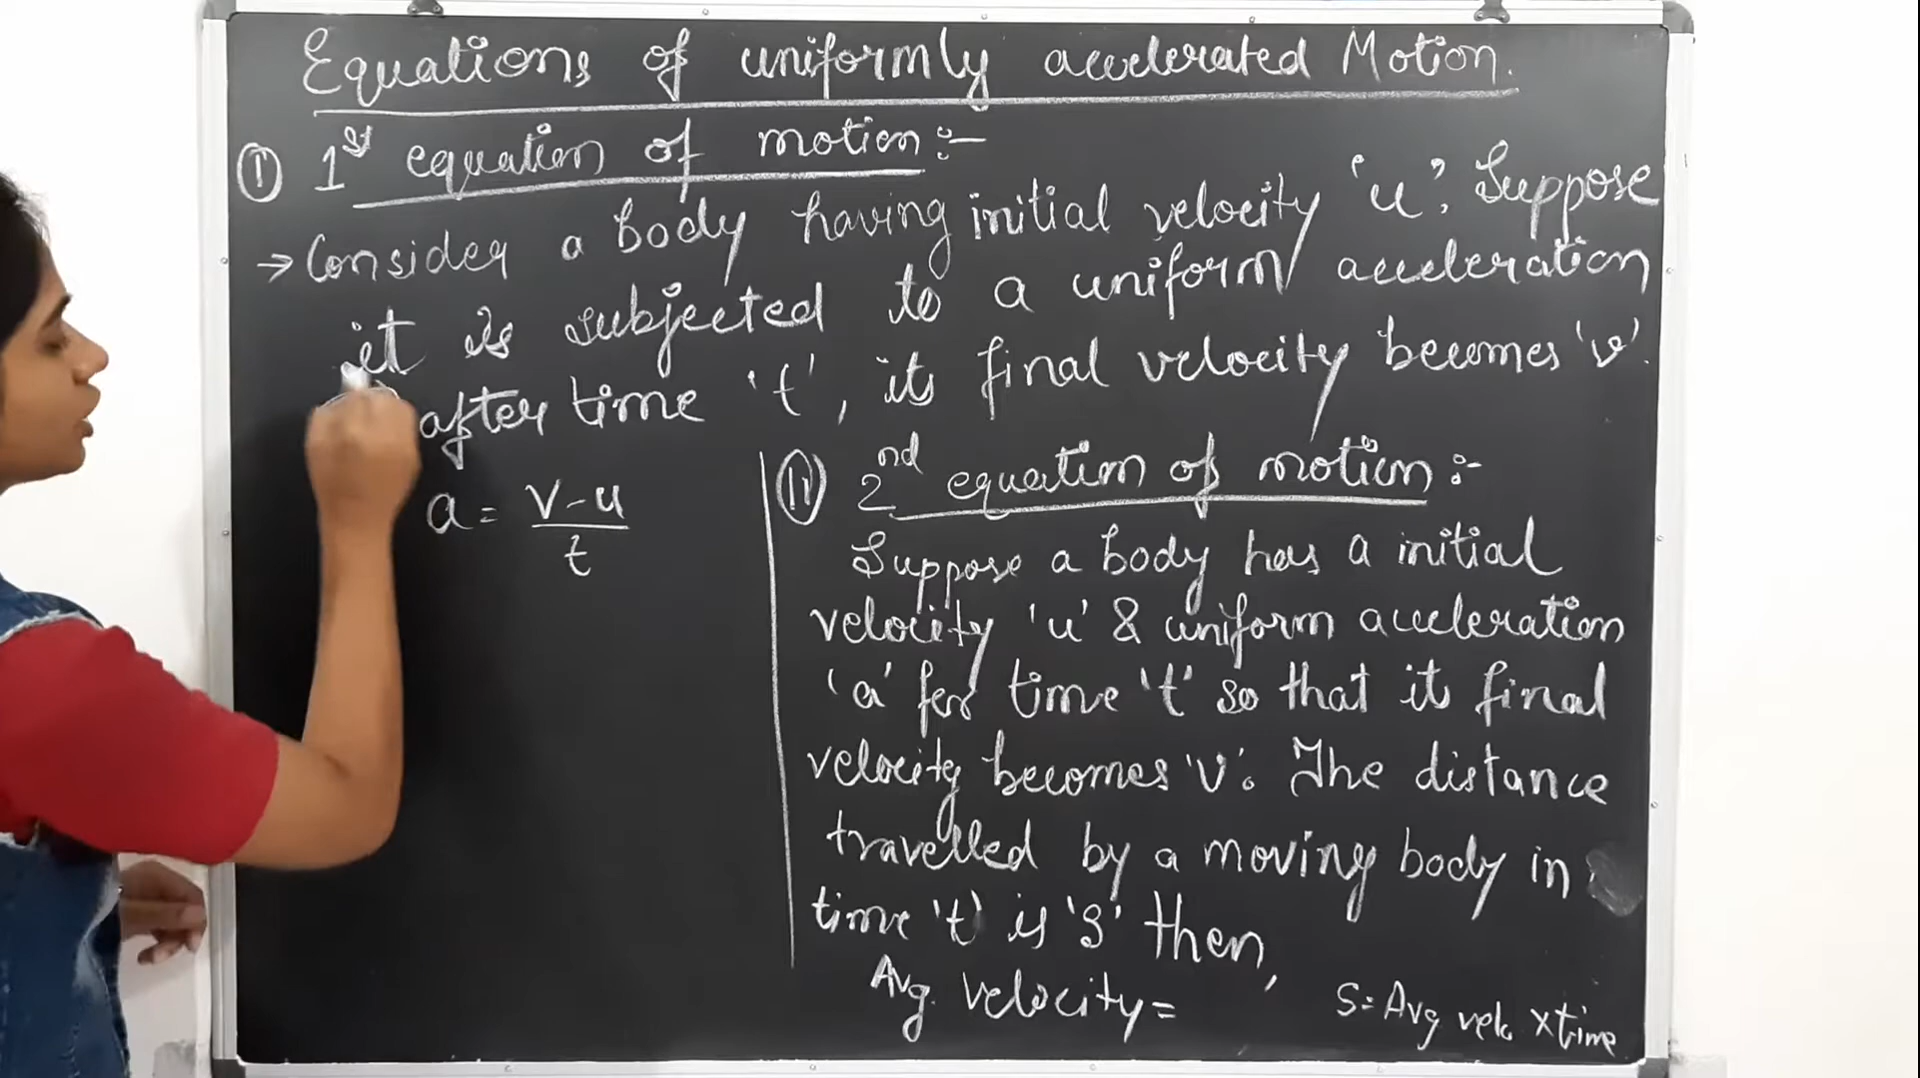 Equations of uniformly accelerated Motion.
① 1st equation of motion:-
→ Consider a body having initial velocity 'u'. Suppose
it is subjected to a uniform acceleration
after time 't', its final velocity becomes 'v'.
a = v-u
t
② 2nd equation of motion:-
Suppose a body has a initial
velocity 'u' & uniform acceleration
'a' for time 't' so that it final
velocity becomes 'v'. The distance
travelled by a moving body in
time 't' is 'S' then,
Avg. velocity=
S= Avg velo × time